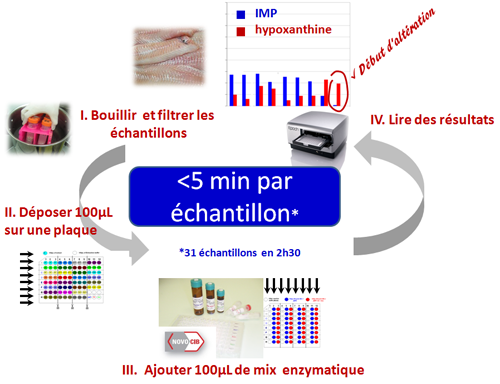 IMP
hypoxanthine
Début d'altération
I. Bouillir et filtrer les
échantillons
IV. Lire des résultats
<5 min par
échantillon*
II. Déposer 100µL
sur une plaque
*31 échantillons en 2h30
NOVO CIB
III. Ajouter 100µL de mix enzymatique